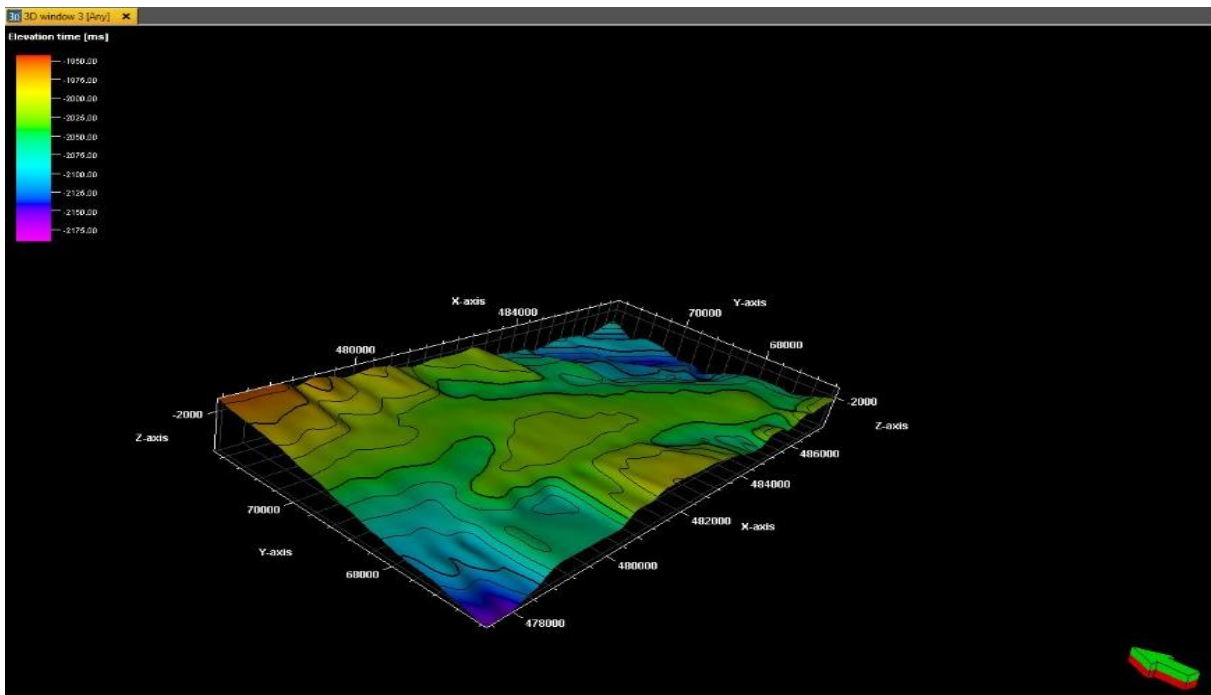 3D 3D window 3 [Any] ×
Elevation time [ms]
-1950.00
-1975.00
-2000.00
-2025.00
-2050.00
-2075.00
-2100.00
-2125.00
-2150.00
-2175.00
X-axis
484000
Y-axis
70000
480000
68000
-2000
-2000
Z-axis
Z-axis
486000
484000
70000
482000
X-axis
Y-axis
480000
68000
478000